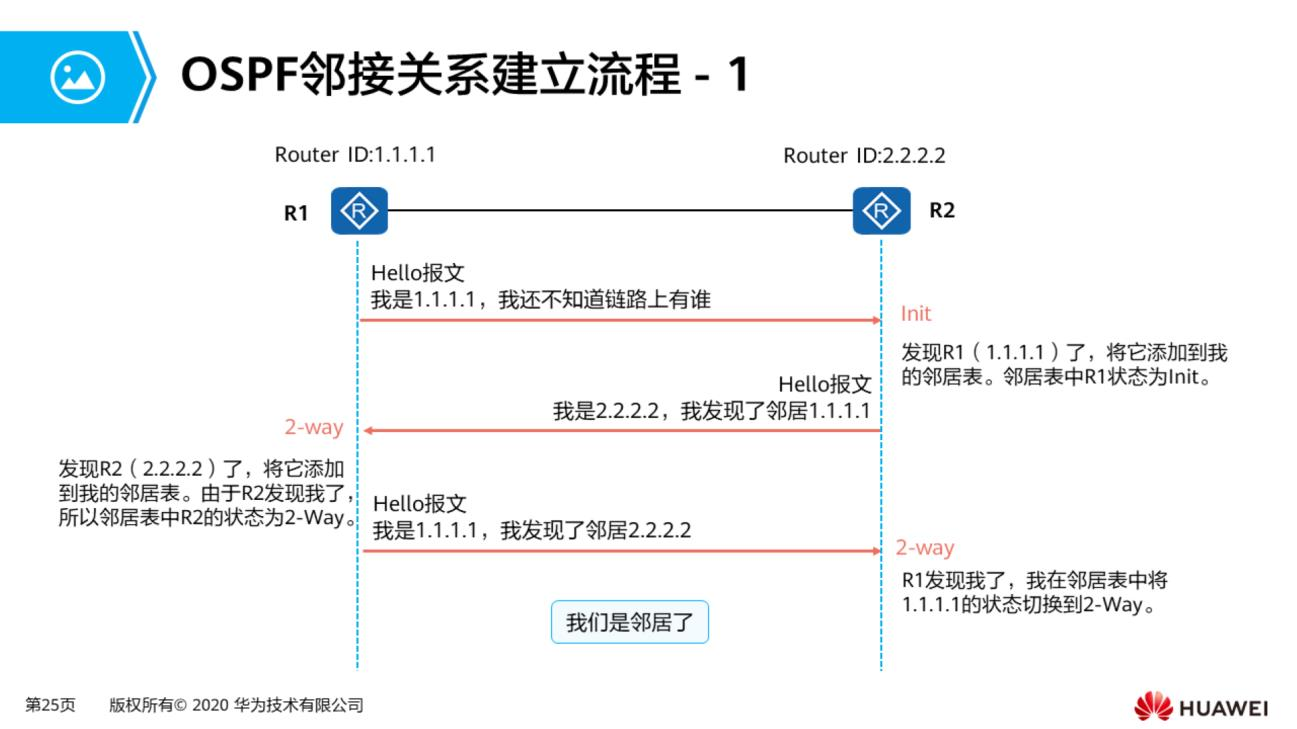 OSPF邻接关系建立流程 - 1
Router ID:1.1.1.1
Router ID:2.2.2.2
R1
R
R
R2
Hello报文
我是1.1.1.1，我还不知道链路上有谁
Init
发现R1（1.1.1.1）了，将它添加到我
的邻居表。邻居表中R1状态为Init。
Hello报文
我是2.2.2.2，我发现了邻居1.1.1.1
2-way
发现R2（2.2.2.2）了，将它添加
到我的邻居表。由于R2发现我了，
所以邻居表中R2的状态为2-Way。
Hello报文
我是1.1.1.1，我发现了邻居2.2.2.2
2-way
R1发现我了，我在邻居表中将
1.1.1.1的状态切换到2-Way。
我们是邻居了
第25页 版权所有© 2020 华为技术有限公司
HUAWEI